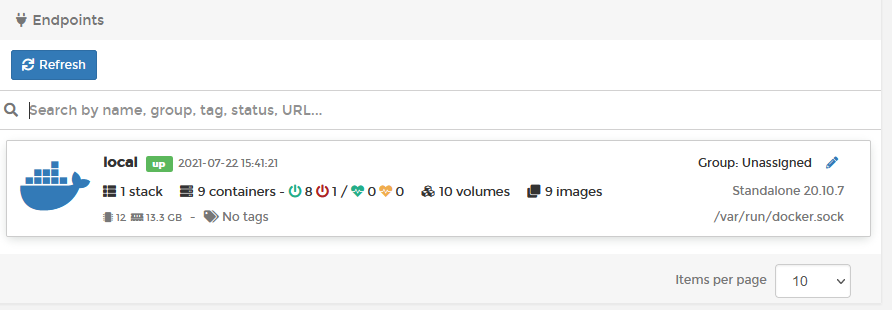 Endpoints
Refresh
Search by name, group, tag, status, URL...
local up 2021-07-22 15:41:21 Group: Unassigned
1 stack 9 containers - 8 1 / 0 0 10 volumes 9 images Standalone 20.10.7
12 13.3 GB - No tags /var/run/docker.sock
Items per page 10